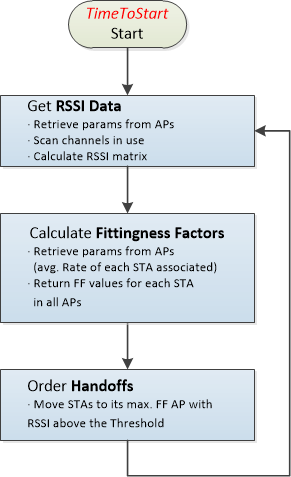 TimeToStart
Start
Get RSSI Data
· Retrieve params from APs
· Scan channels in use
· Calculate RSSI matrix
Calculate Fittingness Factors
· Retrieve params from APs
(avg. Rate of each STA associated)
· Return FF values for each STA
in all APs
Order Handoffs
· Move STAs to its max. FF AP with
RSSI above the Threshold